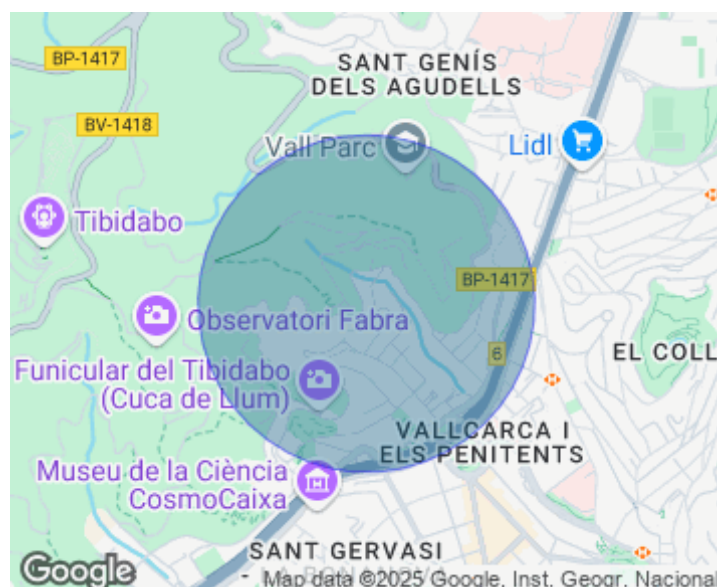 BP-1417
SANT GENÍS
DELS AGUDELLS
BV-1418
Vall Parc
Lidl
Tibidabo
BP-1417
Observatori Fabra
6
EL COLL
Funicular del Tibidabo
(Cuca de Llum)
VALLCARCA I
ELS PENITENTS
Museu de la Ciència
CosmoCaixa
SANT GERVASI
- LA BONANOVA
Google
Map data ©2025 Google, Inst. Geogr. Nacional